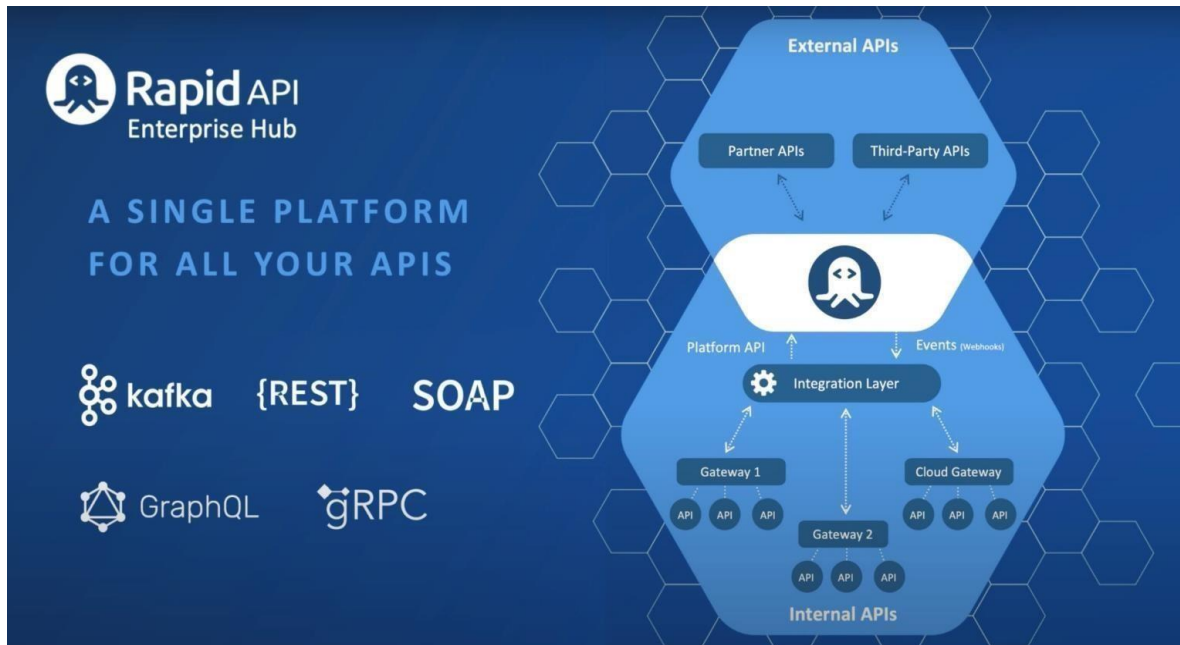 Rapid API
Enterprise Hub
A SINGLE PLATFORM
FOR ALL YOUR APIS
kafka
{REST}
SOAP
GraphQL
gRPC
External APIs
Partner APIs
Third-Party APIs
<>
Platform API
Events (Webhooks)
Integration Layer
Gateway 1
Cloud Gateway
API API API
API API API
Gateway 2
API API API
Internal APIs